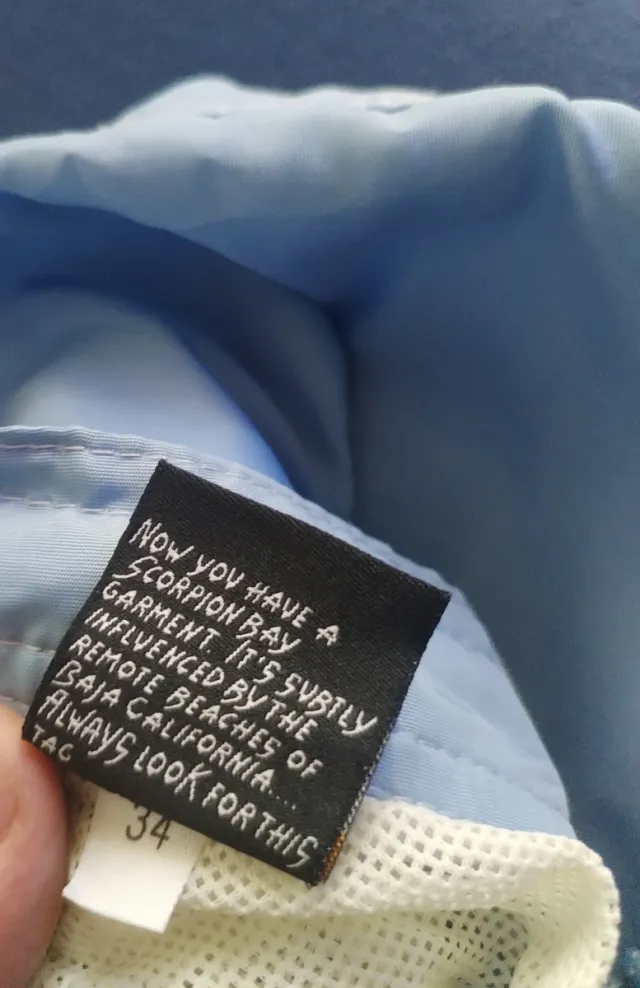 NOW YOU HAVE A
SCORPION BAY
GARMENT. IT'S SUBTLY
INFLUENCED BY THE
REMOTE BEACHES OF
BAJA CALIFORNIA...
ALWAYS LOOK FOR THIS
TAG
34